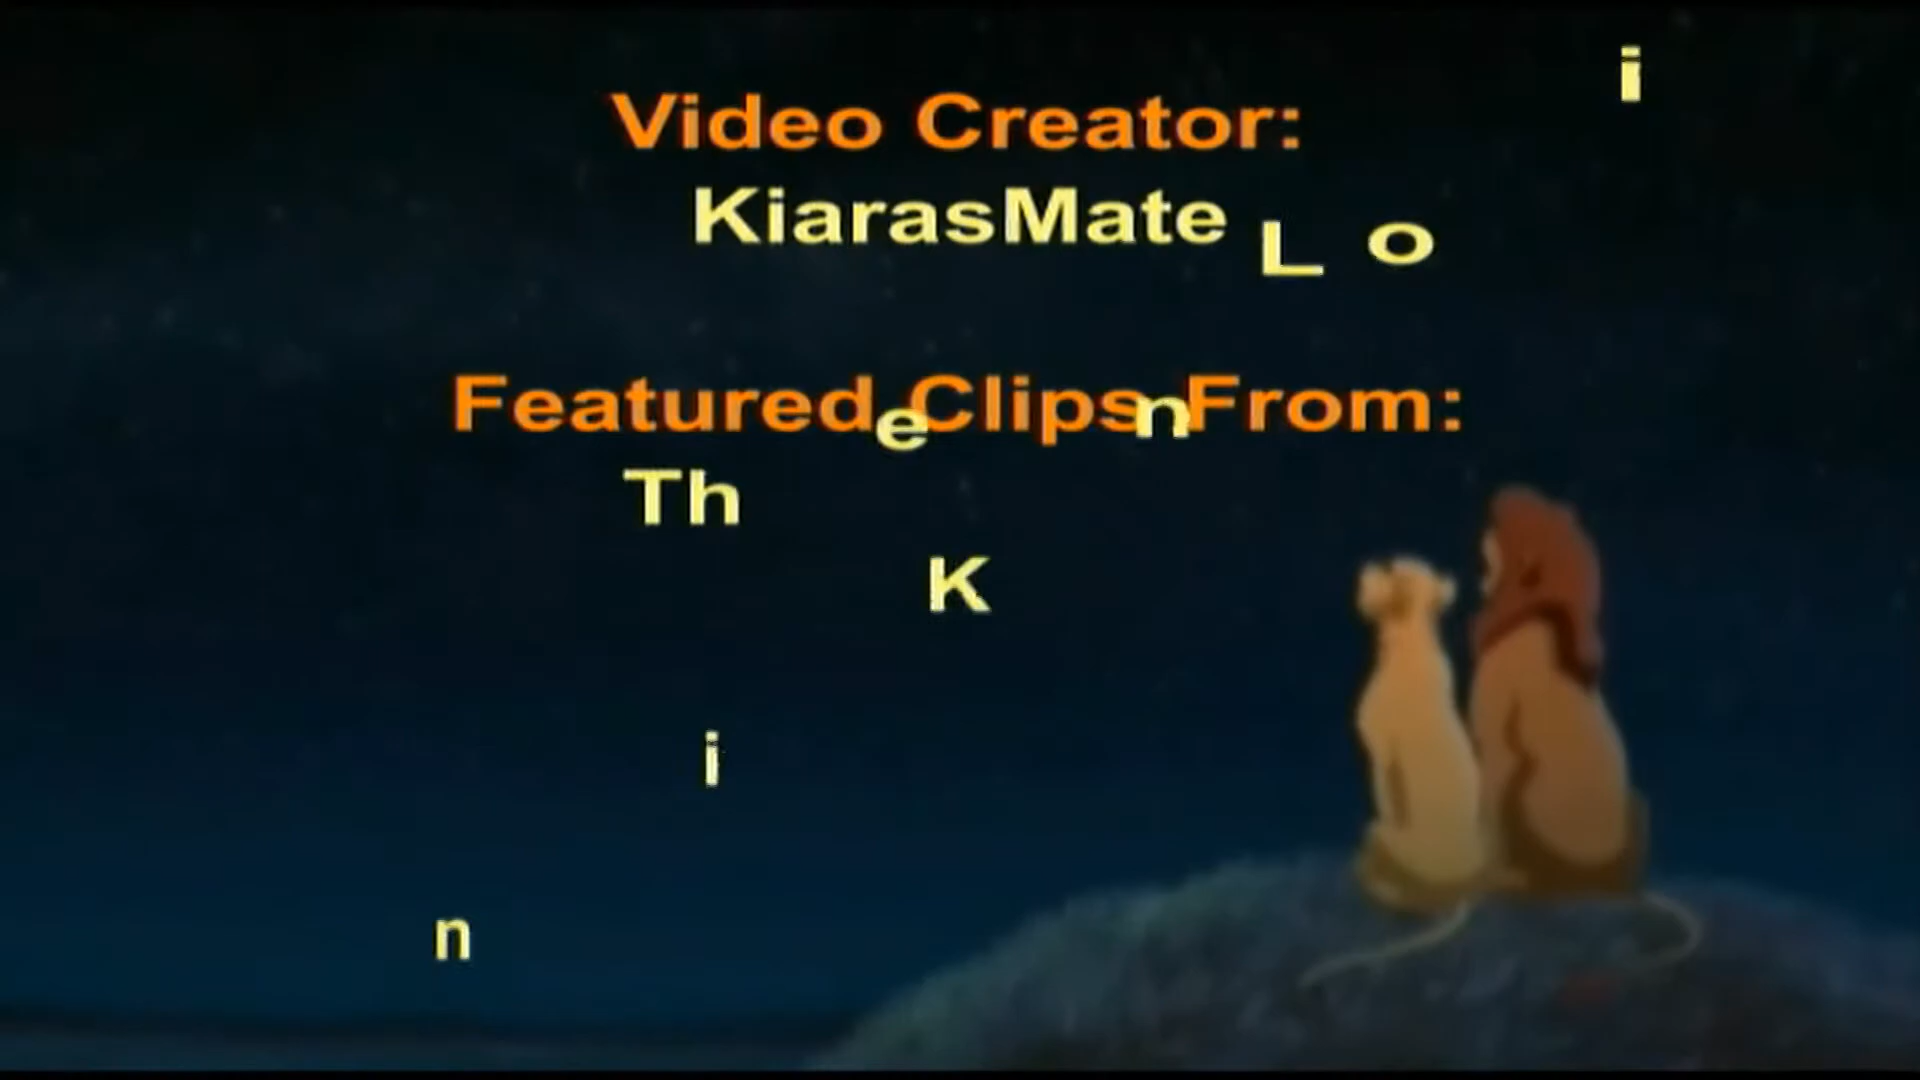 i
Video Creator:
KiarasMate
L o
Featured Clips From:
e n
Th
K
i
n